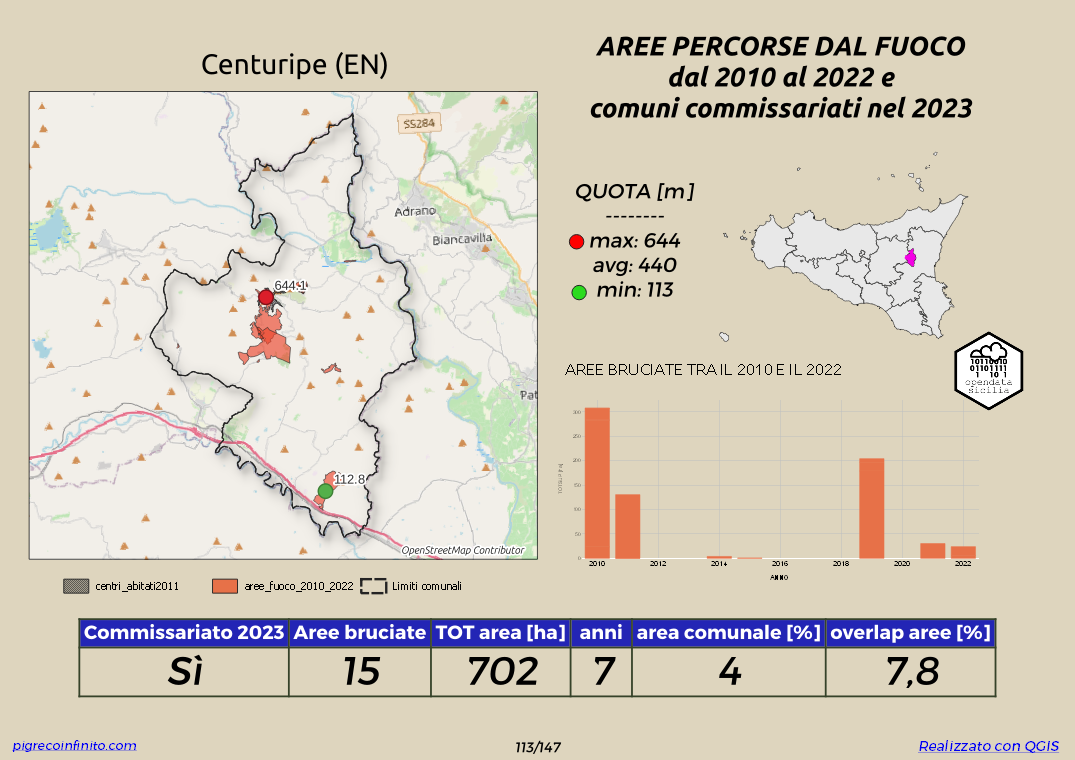 Centuripe (EN)
AREE PERCORSE DAL FUOCO
dal 2010 al 2022 e
comuni commissariati nel 2023
SS284
Adrano
Biancavilla
644.1
Pat
112.8
OpenStreetMap Contributor
QUOTA [m]
--------
max: 644
avg: 440
min: 113
10110010
01101111
1 10 1
opendata
sicilia
AREE BRUCIATE TRA IL 2010 E IL 2022
300
250
200
150
100
50
0
2010 2012 2014 2016 2018 2020 2022
ANNO
centri_abitati2011 aree_fuoco_2010_2022 Limiti comunali
Commissariato 2023 Aree bruciate TOT area [ha] anni area comunale [%] overlap aree [%]
Sì 15 702 7 4 7,8
pigrecoinfinito.com 113/147 Realizzato con QGIS